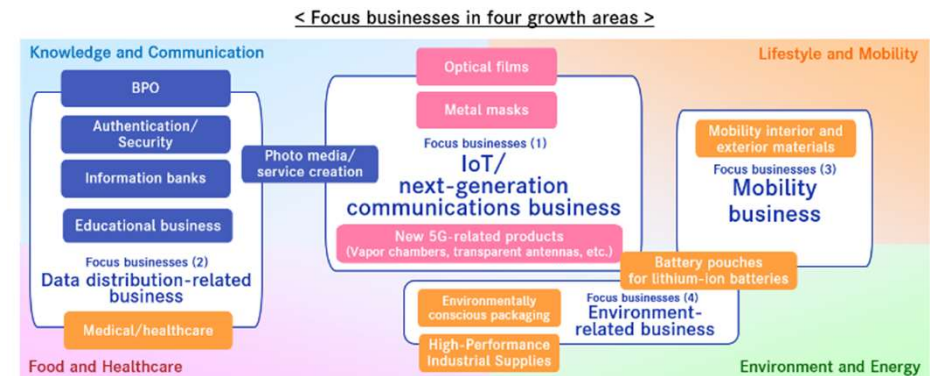 < Focus businesses in four growth areas >
Knowledge and Communication
Lifestyle and Mobility
BPO
Authentication/
Security
Information banks
Educational business
Focus businesses (2)
Data distribution-related
business
Medical/healthcare
Photo media/
service creation
Optical films
Metal masks
Focus businesses (1)
IoT/
next-generation
communications business
New 5G-related products
(Vapor chambers, transparent antennas, etc.)
Mobility interior and
exterior materials
Focus businesses (3)
Mobility
business
Battery pouches
for lithium-ion batteries
Environmentally
conscious packaging
Focus businesses (4)
Environment-
related business
High-Performance
Industrial Supplies
Food and Healthcare
Environment and Energy